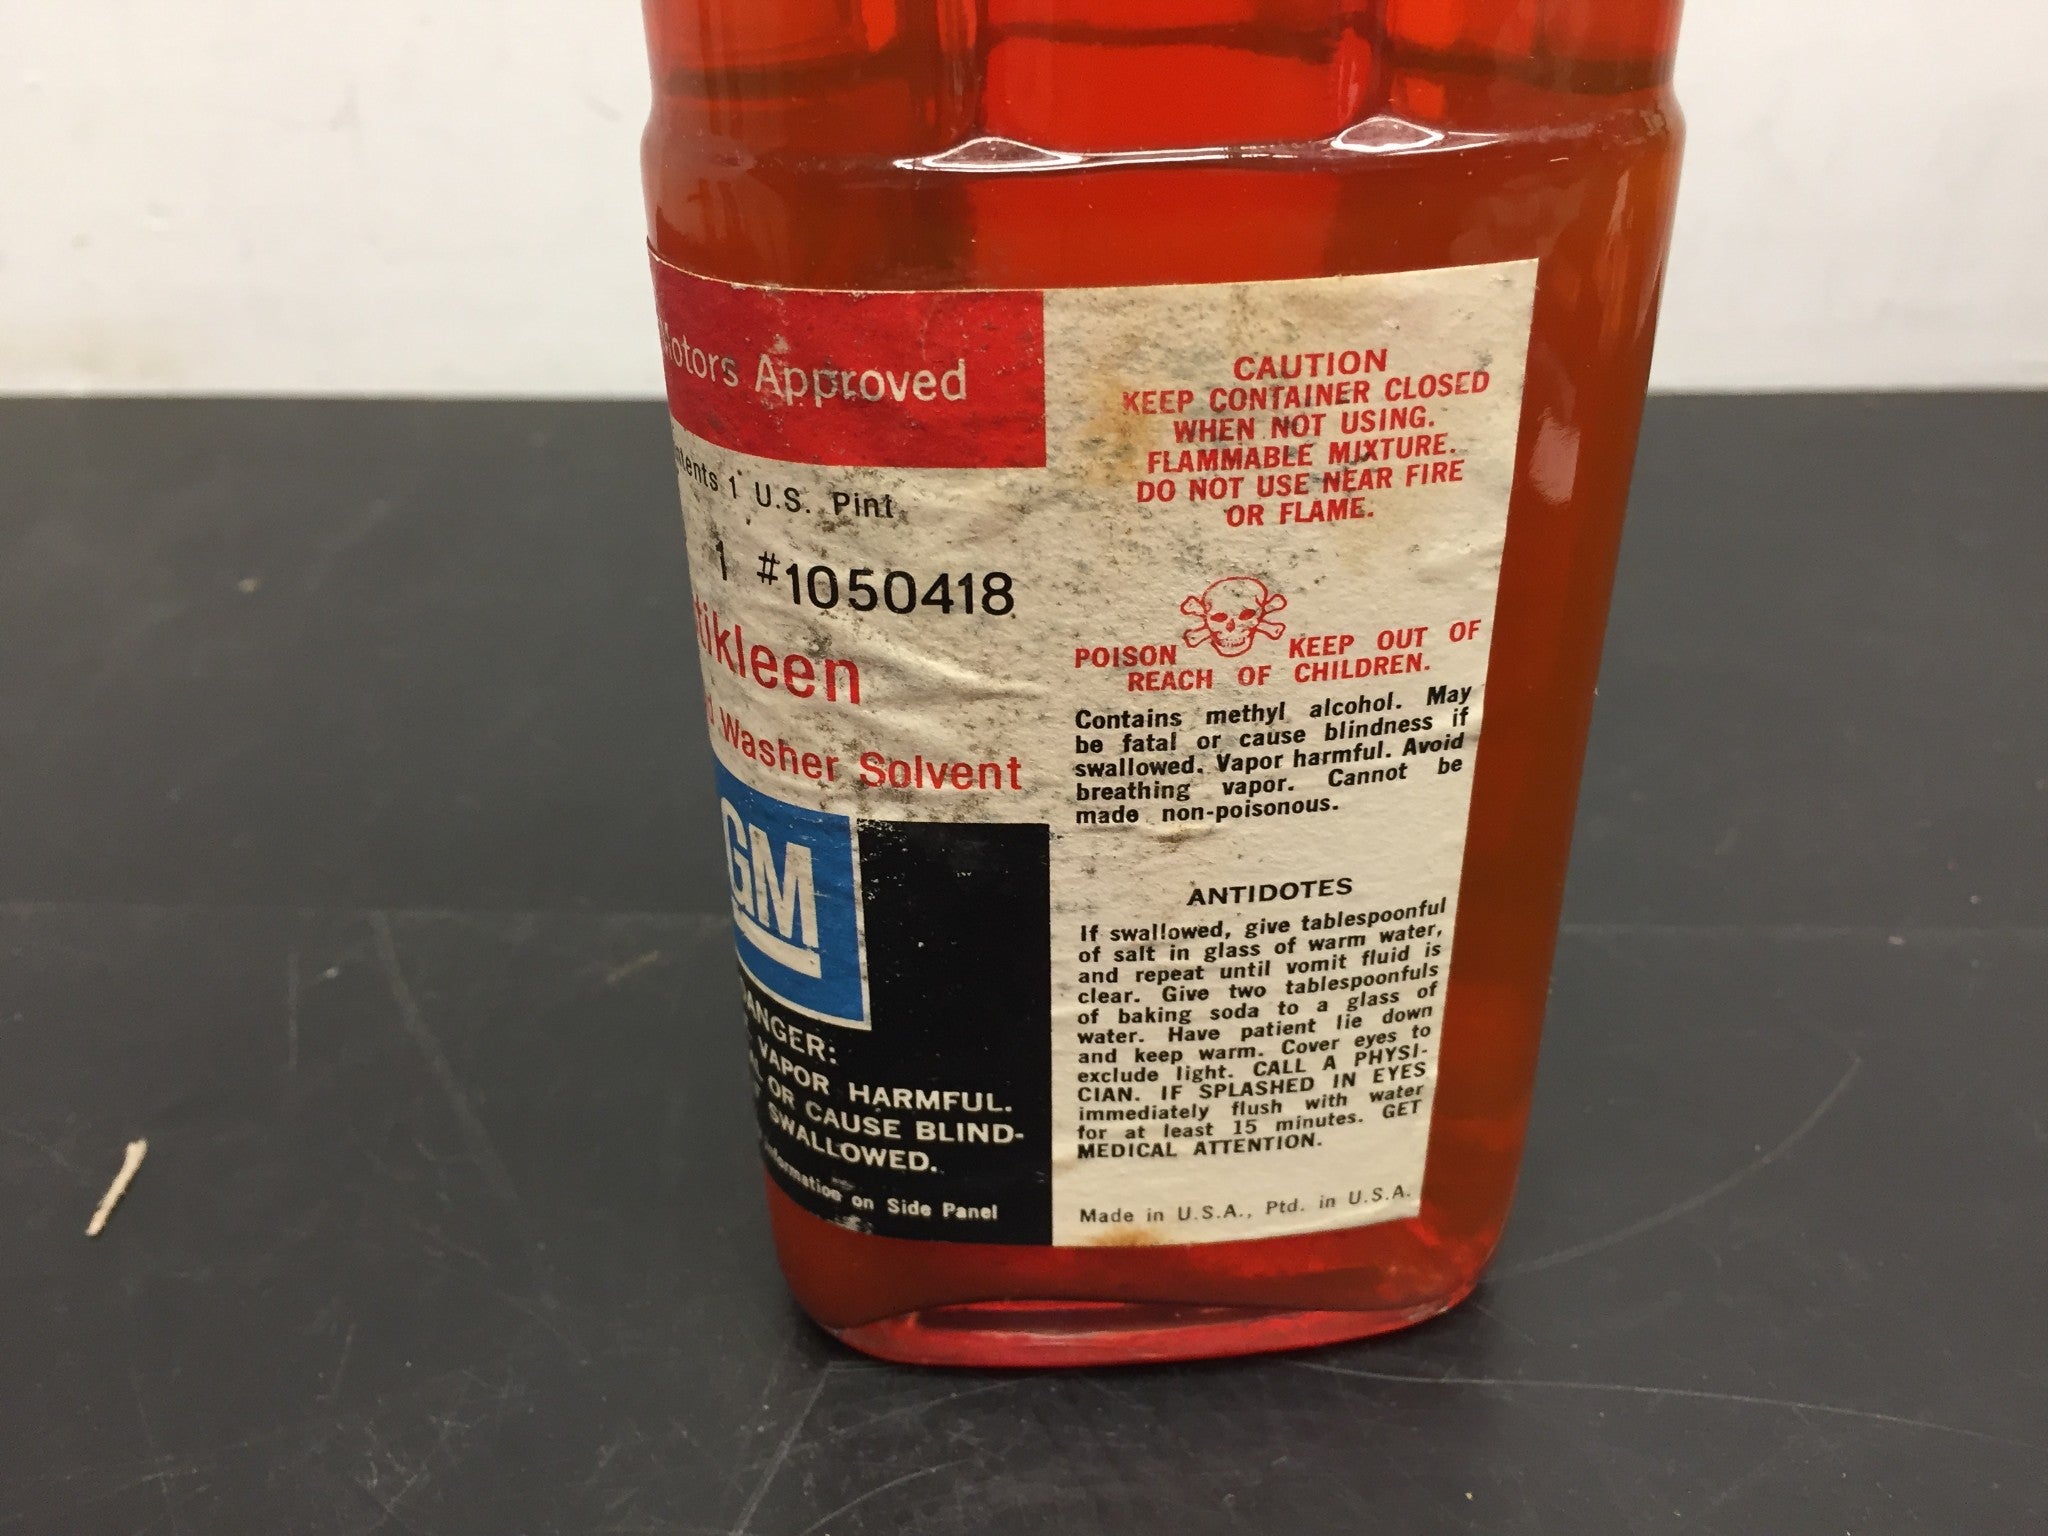 Motors Approved
1 U.S. Pint
1 #1050418
Washer Solvent
GM
VAPOR HARMFUL.
OR CAUSE BLIND-
SWALLOWED.
on Side Panel
CAUTION
KEEP CONTAINER CLOSED
WHEN NOT USING.
FLAMMABLE MIXTURE.
DO NOT USE NEAR FIRE
OR FLAME.
POISON KEEP OUT OF
REACH OF CHILDREN.
Contains methyl alcohol. May
be fatal or cause blindness if
swallowed. Vapor harmful. Avoid
breathing vapor. Cannot be
made non-poisonous.
ANTIDOTES
If swallowed, give tablespoonful
of salt in glass of warm water,
and repeat until vomit fluid is
clear. Give two tablespoonfuls
of baking soda to a glass of
water. Have patient lie down
and keep warm. Cover eyes to
exclude light. CALL A PHYSI-
CIAN. IF SPLASHED IN EYES
immediately flush with water
for at least 15 minutes. GET
MEDICAL ATTENTION.
Made in U.S.A., Ptd. in U.S.A.